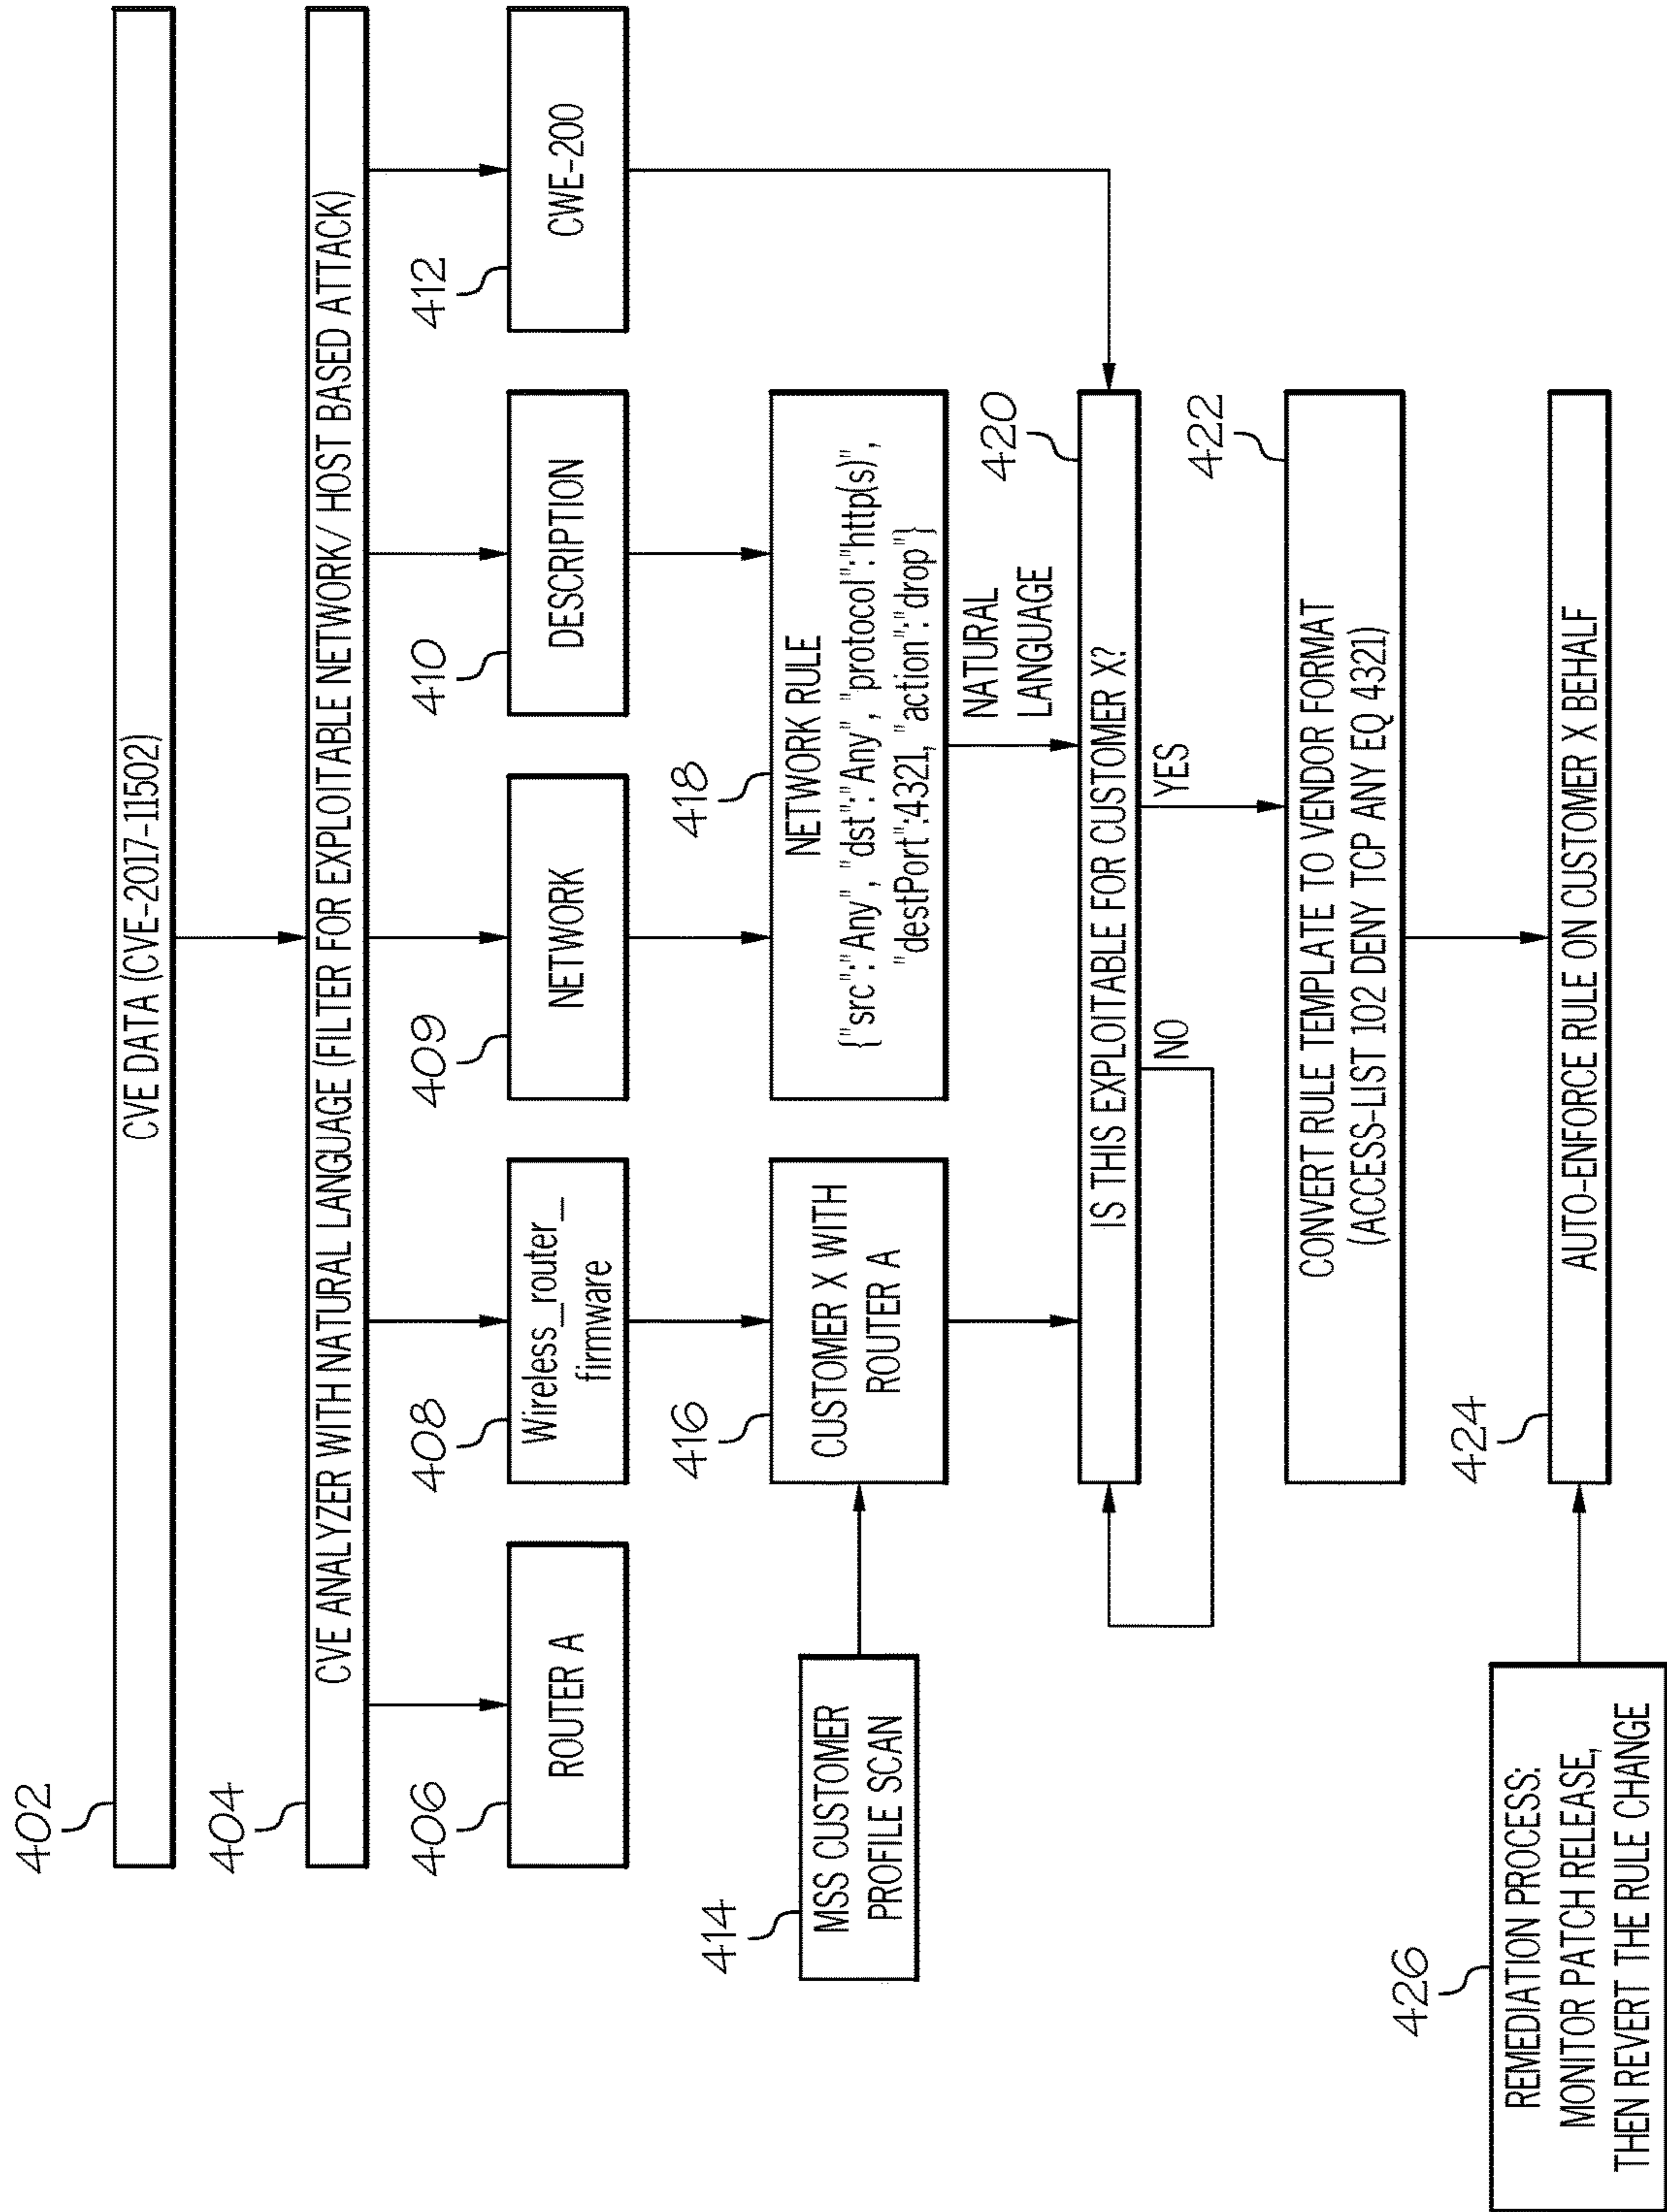 402
CVE DATA (CVE-2017-11502)
404
CVE ANALYZER WITH NATURAL LANGUAGE (FILTER FOR EXPLOITABLE NETWORK/ HOST BASED ATTACK)
406
ROUTER A
408
Wireless_router_
firmware
409
NETWORK
410
DESCRIPTION
412
CWE-200
414
MSS CUSTOMER
PROFILE SCAN
416
CUSTOMER X WITH
ROUTER A
418
NETWORK RULE
{"src":"Any", "dst":"Any", "protocol":"http(s)",
"destPort":4321, "action":"drop"}
NATURAL
LANGUAGE
420
IS THIS EXPLOITABLE FOR CUSTOMER X?
NO
YES
422
CONVERT RULE TEMPLATE TO VENDOR FORMAT
(ACCESS-LIST 102 DENY TCP ANY EQ 4321)
424
AUTO-ENFORCE RULE ON CUSTOMER X BEHALF
426
REMEDIATION PROCESS:
MONITOR PATCH RELEASE,
THEN REVERT THE RULE CHANGE